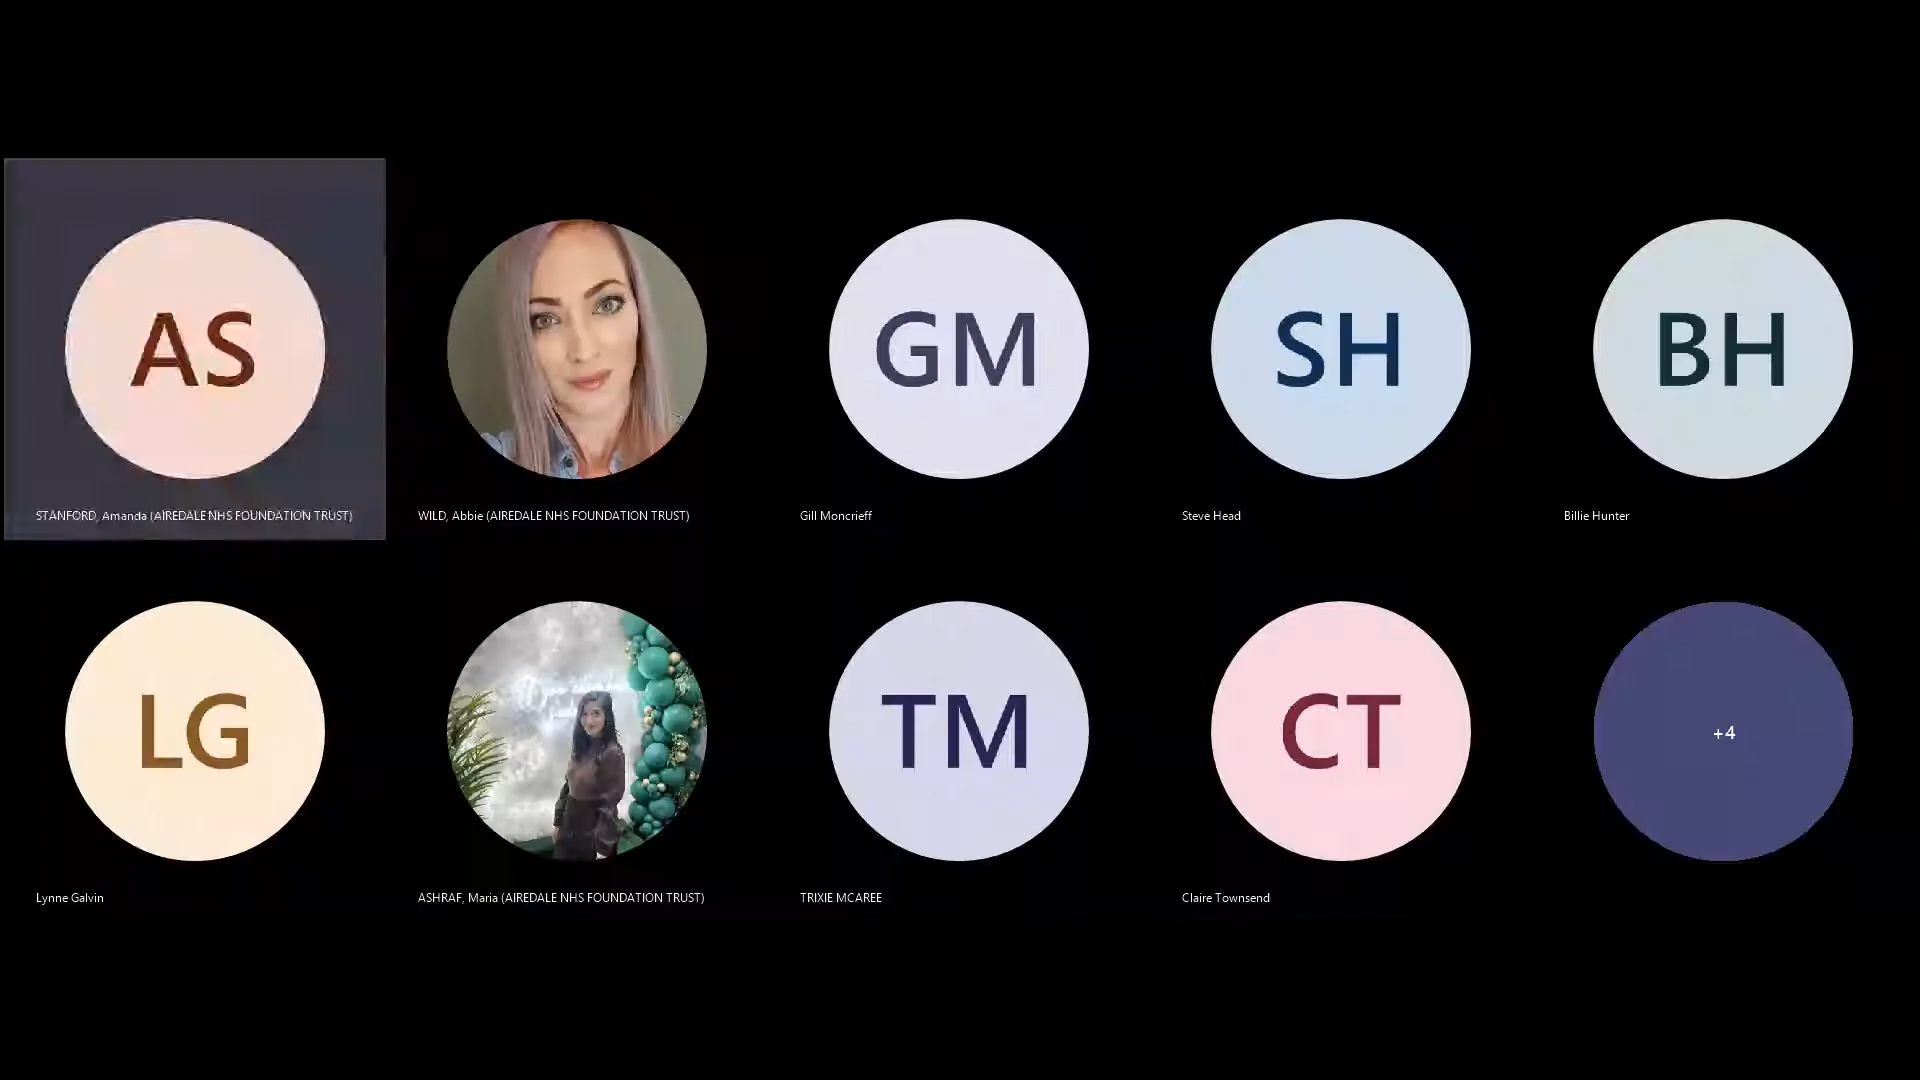 AS
STANFORD, Amanda (AIREDALE NHS FOUNDATION TRUST)
WILD, Abbie (AIREDALE NHS FOUNDATION TRUST)
GM
Gill Moncrieff
SH
Steve Head
BH
Billie Hunter
LG
Lynne Galvin
ASHRAF, Maria (AIREDALE NHS FOUNDATION TRUST)
TM
TRIXIE MCAREE
CT
Claire Townsend
+4